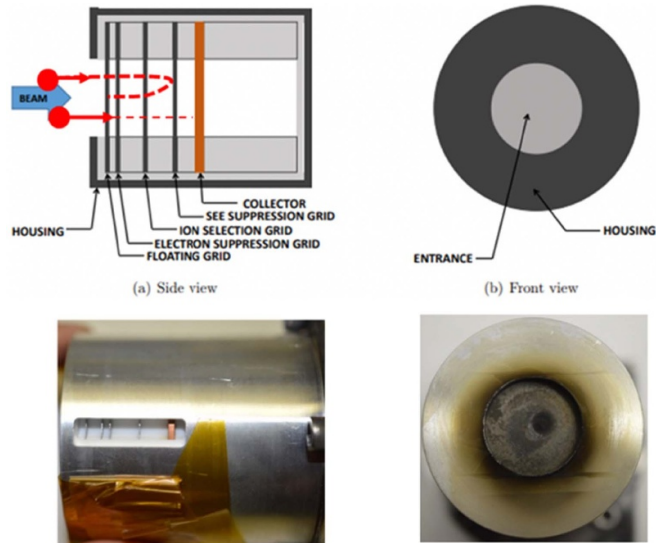 BEAM
COLLECTOR
SEE SUPPRESSION GRID
HOUSING
ION SELECTION GRID
ELECTRON SUPPRESSION GRID
FLOATING GRID
(a) Side view
HOUSING
ENTRANCE
(b) Front view